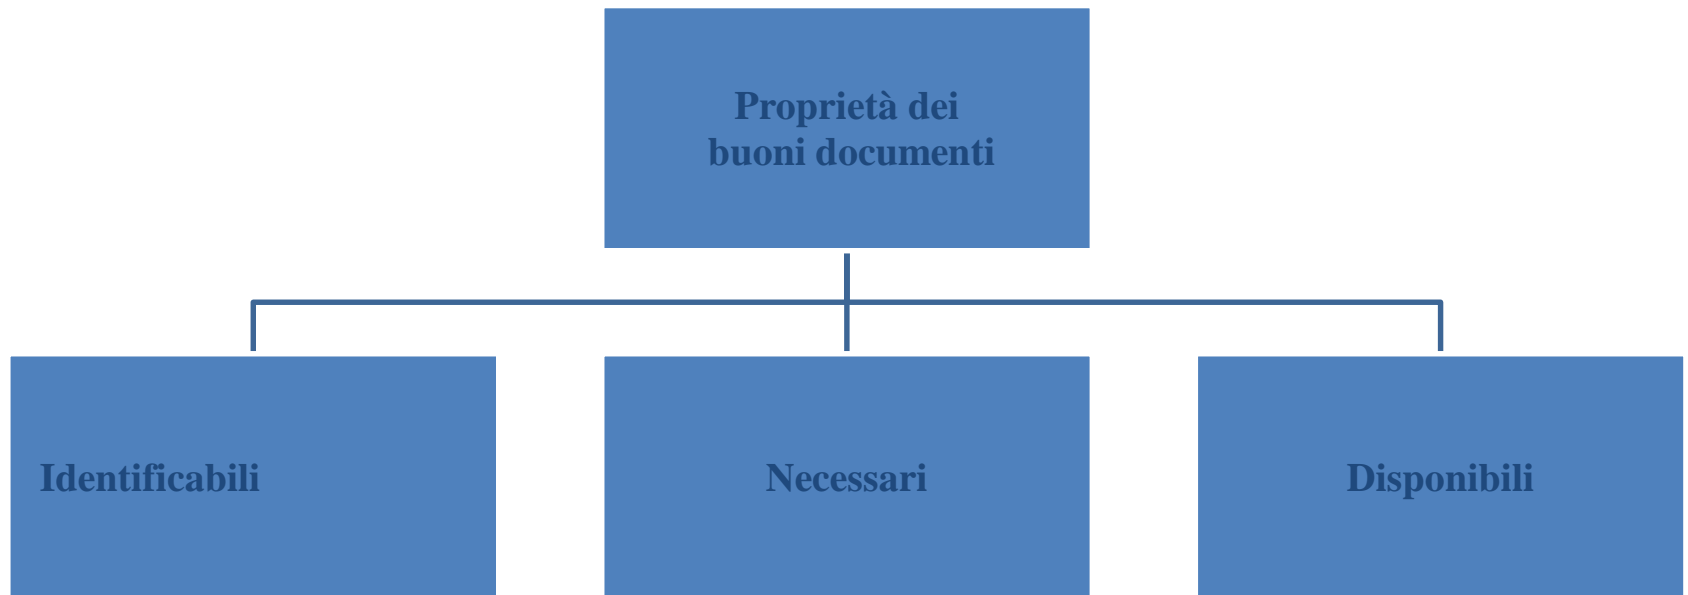 Proprietà dei
buoni documenti
Identificabili
Necessari
Disponibili